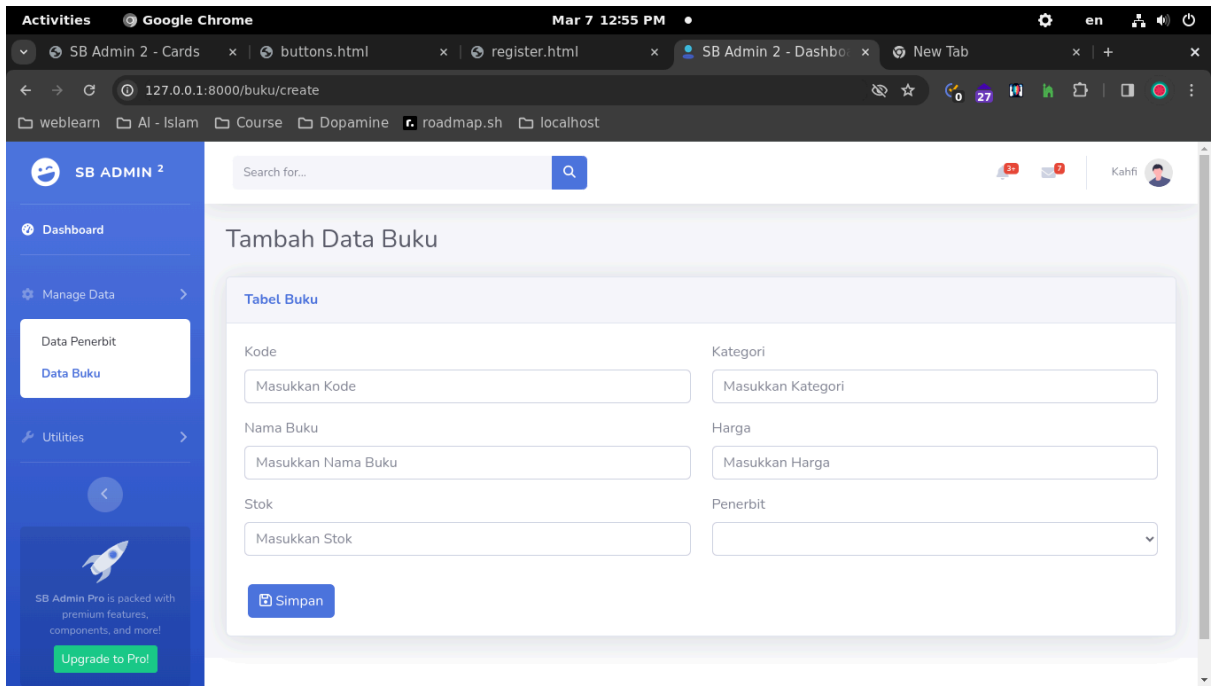 Activities Google Chrome Mar 7 12:55 PM en
SB Admin 2 - Cards buttons.html register.html SB Admin 2 - Dashboa New Tab
127.0.0.1:8000/buku/create 0 27
weblearn Al - Islam Course Dopamine r. roadmap.sh localhost
SB ADMIN 2 Search for... 3+ 7 Kahfi
Dashboard
Tambah Data Buku
Manage Data
Tabel Buku
Data Penerbit
Data Buku
Kode Kategori
Masukkan Kode Masukkan Kategori
Utilities
Nama Buku Harga
Masukkan Nama Buku Masukkan Harga
Stok Penerbit
Masukkan Stok
Simpan
SB Admin Pro is packed with
premium features,
components, and more!
Upgrade to Pro!